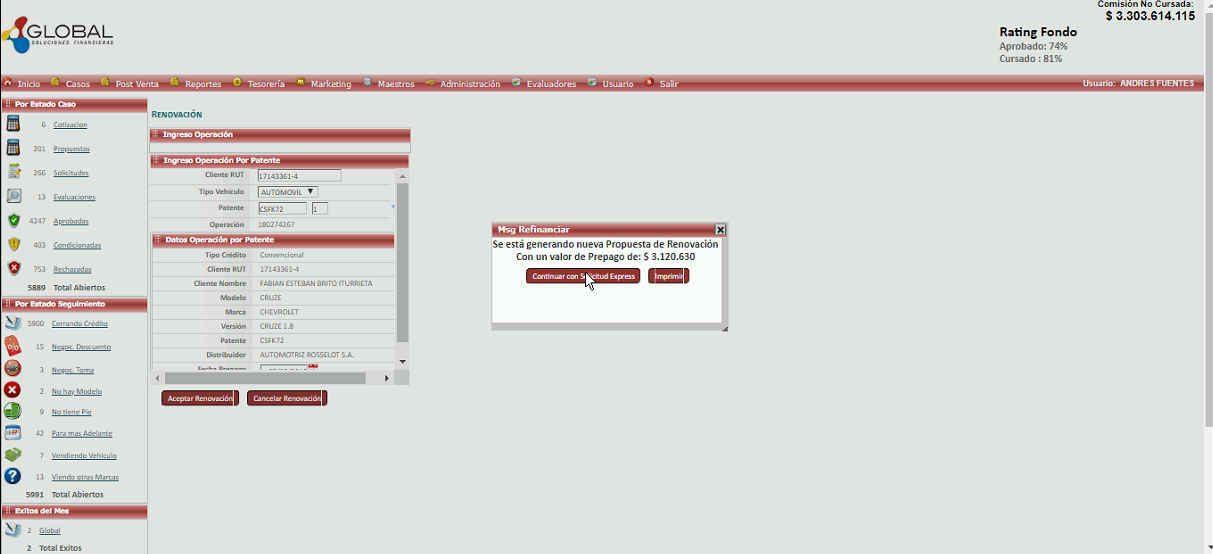 Comisión No Cursada:
$ 3.303.614.115
GLOBAL
SOLUCIONES FINANCIERAS
Rating Fondo
Aprobado: 74%
Cursado : 81%
Inicio Casos Post Venta Reportes Tesorería Marketing Maestros Administración Evaluadores Usuario Salir Usuario: ANDRES FUENTES
Por Estado Caso
6 Cotizacion
201 Propuestas
266 Solicitudes
13 Evaluaciones
4247 Aprobadas
403 Condicionadas
753 Rechazadas
5889 Total Abiertos
Por Estado Seguimiento
5900 Cerrando Crédito
15 Negoc. Descuento
3 Negoc. Toma
2 No hay Modelo
9 No tiene Pie
42 Para mas Adelante
7 Vendiendo Vehículo
13 Viendo otras Marcas
5991 Total Abiertos
Exitos del Mes
2 Global
2 Total Exitos
RENOVACIÓN
Ingreso Operación
Ingreso Operación Por Patente
Cliente RUT 17143361-4
Tipo Vehículo AUTOMOVIL
Patente CSFK72 1
Operación 180274267
Datos Operación por Patente
Tipo Crédito Convencional
Cliente RUT 17143361-4
Cliente Nombre FABIAN ESTEBAN BRITO ITURRIETA
Modelo CRUZE
Marca CHEVROLET
Versión CRUZE 1.8
Patente CSFK72
Distribuidor AUTOMOTRIZ ROSSELOT S.A.
Fecha Prepago
Aceptar Renovación Cancelar Renovación
Msg Refinanciar
Se está generando nueva Propuesta de Renovación
Con un valor de Prepago de: $ 3.120.630
Continuar con Solicitud Express Imprimir